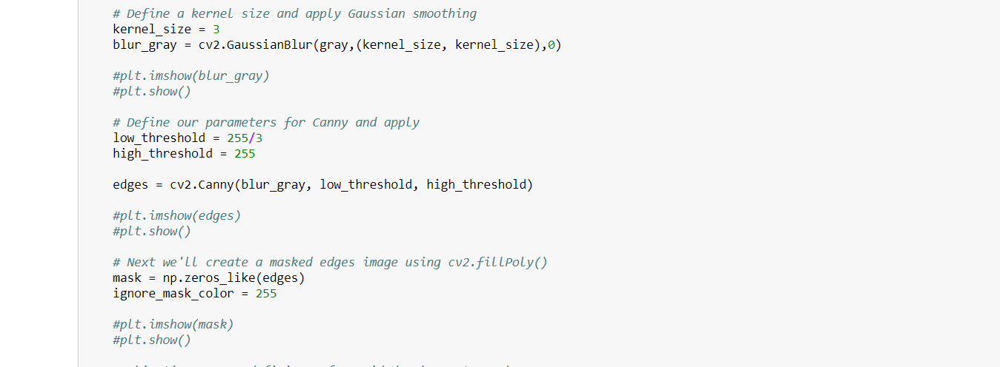 # Define a kernel size and apply Gaussian smoothing
kernel_size = 3
blur_gray = cv2.GaussianBlur(gray,(kernel_size, kernel_size),0)
#plt.imshow(blur_gray)
#plt.show()
# Define our parameters for Canny and apply
low_threshold = 255/3
high_threshold = 255
edges = cv2.Canny(blur_gray, low_threshold, high_threshold)
#plt.imshow(edges)
#plt.show()
# Next we'll create a masked edges image using cv2.fillPoly()
mask = np.zeros_like(edges)
ignore_mask_color = 255
#plt.imshow(mask)
#plt.show()